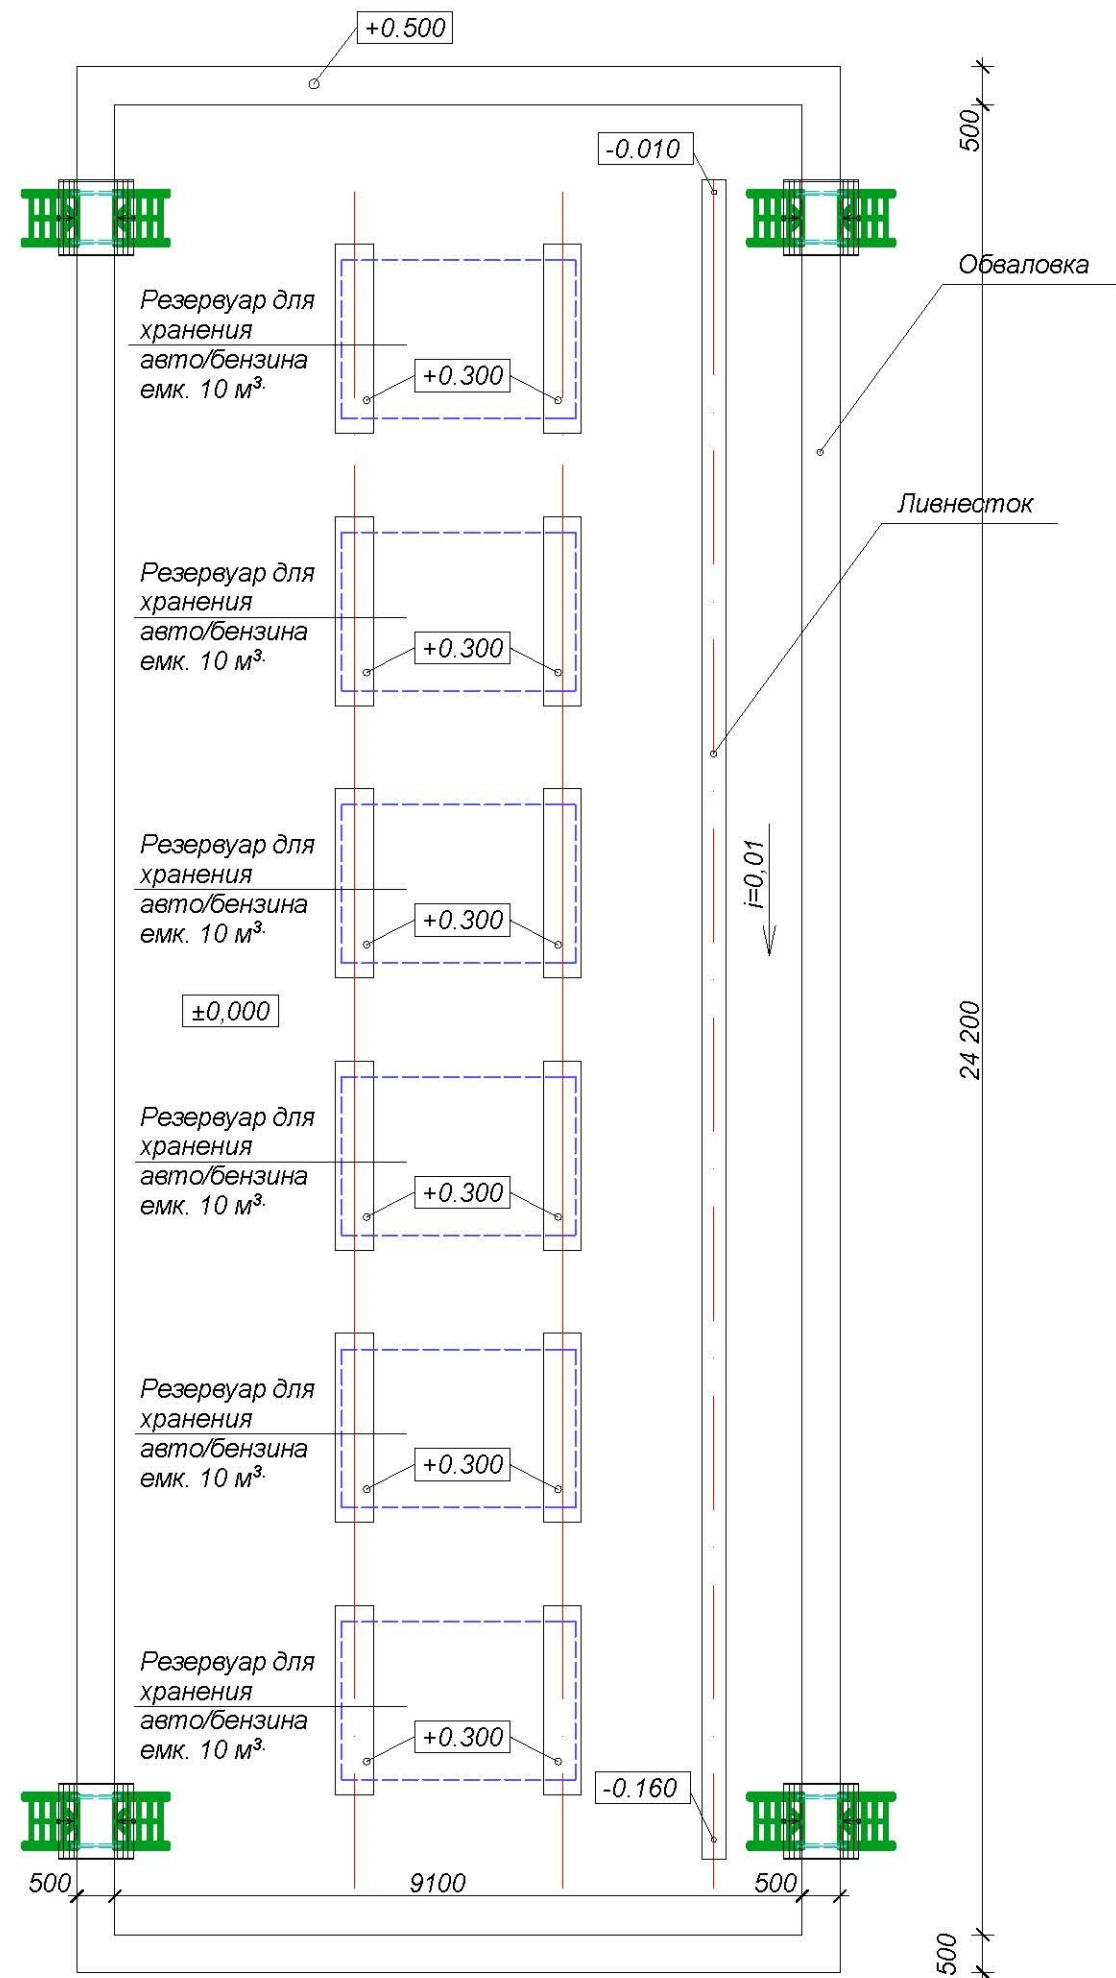 +0.500
500
-0.010
Обваловка
Резервуар для
хранения
авто/бензина
емк. 10 м³.
+0.300
Ливнесток
Резервуар для
хранения
авто/бензина
емк. 10 м³.
+0.300
Резервуар для
хранения
авто/бензина
емк. 10 м³.
+0.300
i=0,01
±0,000
24 200
Резервуар для
хранения
авто/бензина
емк. 10 м³.
+0.300
Резервуар для
хранения
авто/бензина
емк. 10 м³.
+0.300
Резервуар для
хранения
авто/бензина
емк. 10 м³.
+0.300
-0.160
500
9100
500
500